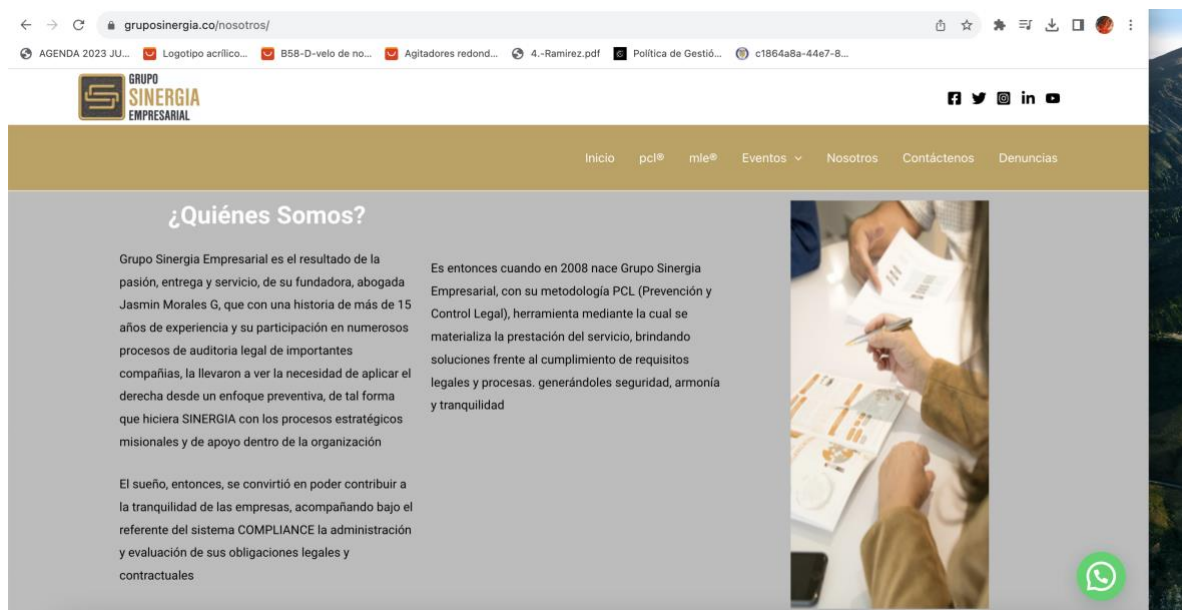 gruposinergia.co/nosotros/
AGENDA 2023 JU... Logotipo acrílico... B58-D-velo de no... Agitadores redond... 4.-Ramirez.pdf Política de Gestió... c1864a8a-44e7-8...
GRUPO
SINERGIA
EMPRESARIAL
Inicio pcl® mle® Eventos Nosotros Contáctenos Denuncias
¿Quiénes Somos?
Grupo Sinergia Empresarial es el resultado de la
pasión, entrega y servicio, de su fundadora, abogada
Jasmin Morales G, que con una historia de más de 15
años de experiencia y su participación en numerosos
procesos de auditoria legal de importantes
compañias, la llevaron a ver la necesidad de aplicar el
derecha desde un enfoque preventiva, de tal forma
que hiciera SINERGIA con los procesos estratégicos
misionales y de apoyo dentro de la organización
El sueño, entonces, se convirtió en poder contribuir a
la tranquilidad de las empresas, acompañando bajo el
referente del sistema COMPLIANCE la administración
y evaluación de sus obligaciones legales y
contractuales
Es entonces cuando en 2008 nace Grupo Sinergia
Empresarial, con su metodología PCL (Prevención y
Control Legal), herramienta mediante la cual se
materializa la prestación del servicio, brindando
soluciones frente al cumplimiento de requisitos
legales y procesas. generándoles seguridad, armonía
y tranquilidad